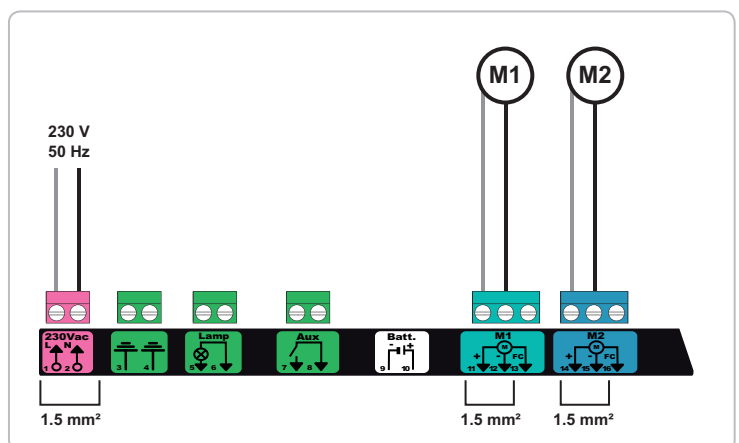 M1
M2
230 V
50 Hz
230Vac
L N
1 2
3 4
Lamp
5 6
Aux
7 8
Batt.
- +
9 10
M1
M
+ - FC
11 12 13
M2
M
+ - FC
14 15 16
1.5 mm²
1.5 mm²
1.5 mm²